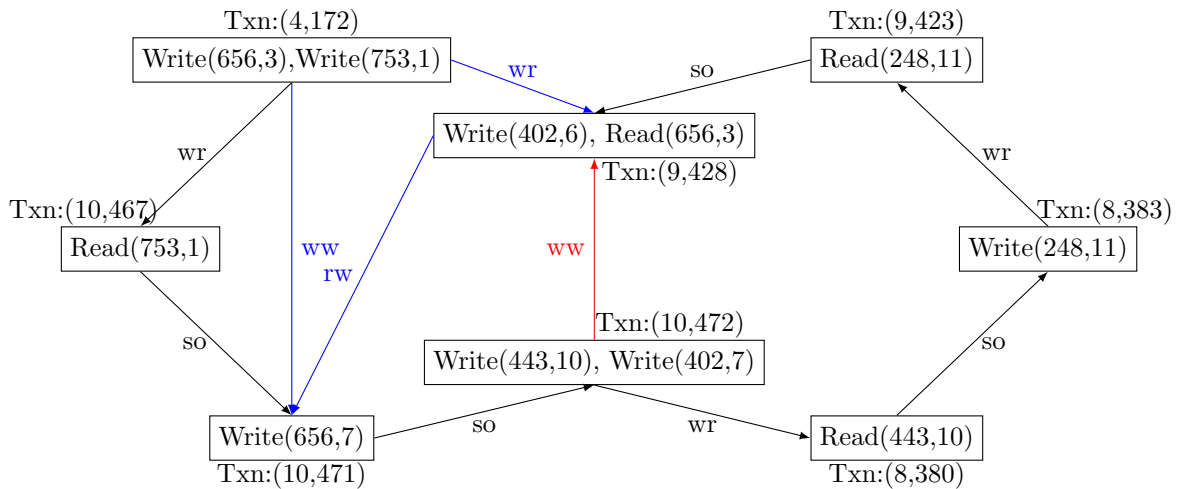 Txn:(4,172)
Write(656,3),Write(753,1)
Txn:(9,423)
Read(248,11)
wr
so
Write(402,6), Read(656,3)
Txn:(9,428)
wr
wr
Txn:(10,467)
Read(753,1)
Txn:(8,383)
Write(248,11)
ww
rw
ww
so
so
Txn:(10,472)
Write(443,10), Write(402,7)
so
wr
Write(656,7)
Txn:(10,471)
Read(443,10)
Txn:(8,380)